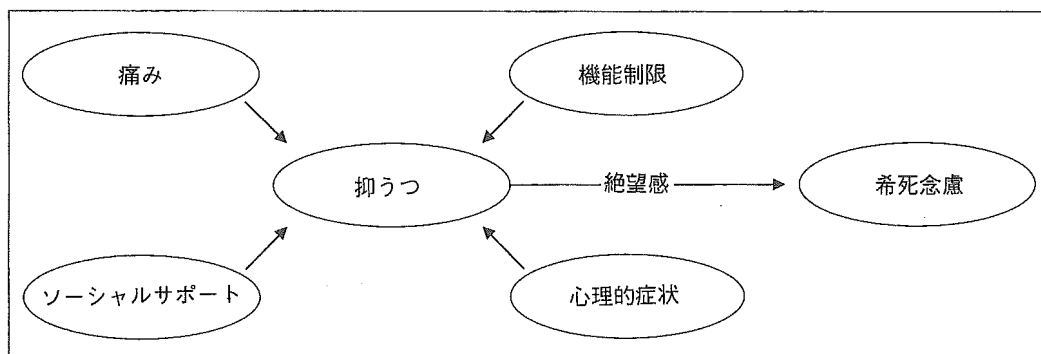 痛み
機能制限
抑うつ
絶望感
希死念慮
ソーシャルサポート
心理的症状